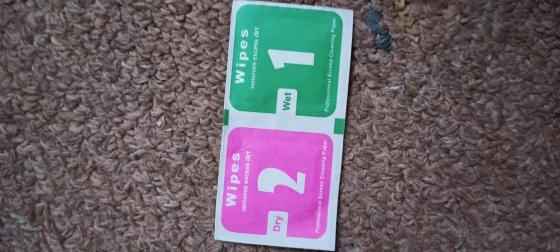 Wipes
removes excess dirt
1
Wet
Professional Screen Cleaning Paper
Wipes
removes excess dirt
2
Dry
Professional Screen Cleaning Paper